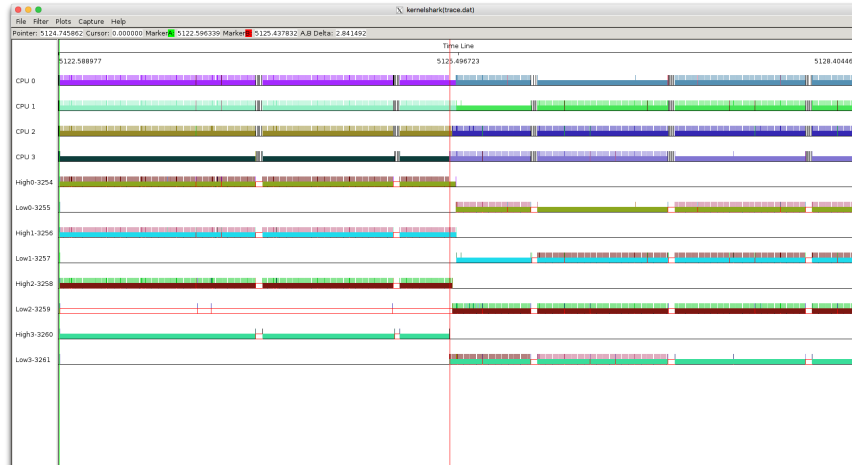 kernelshark(trace.dat)
File Filter Plots Capture Help
Pointer: 5124.745862 Cursor: 0.000000 MarkerA: 5122.596339 MarkerB: 5125.437832 A,B Delta: 2.841492
Time Line
5122.588977 5125.496723 5128.40446
CPU 0
CPU 1
CPU 2
CPU 3
High0-3254
Low0-3255
High1-3256
Low1-3257
High2-3258
Low2-3259
High3-3260
Low3-3261